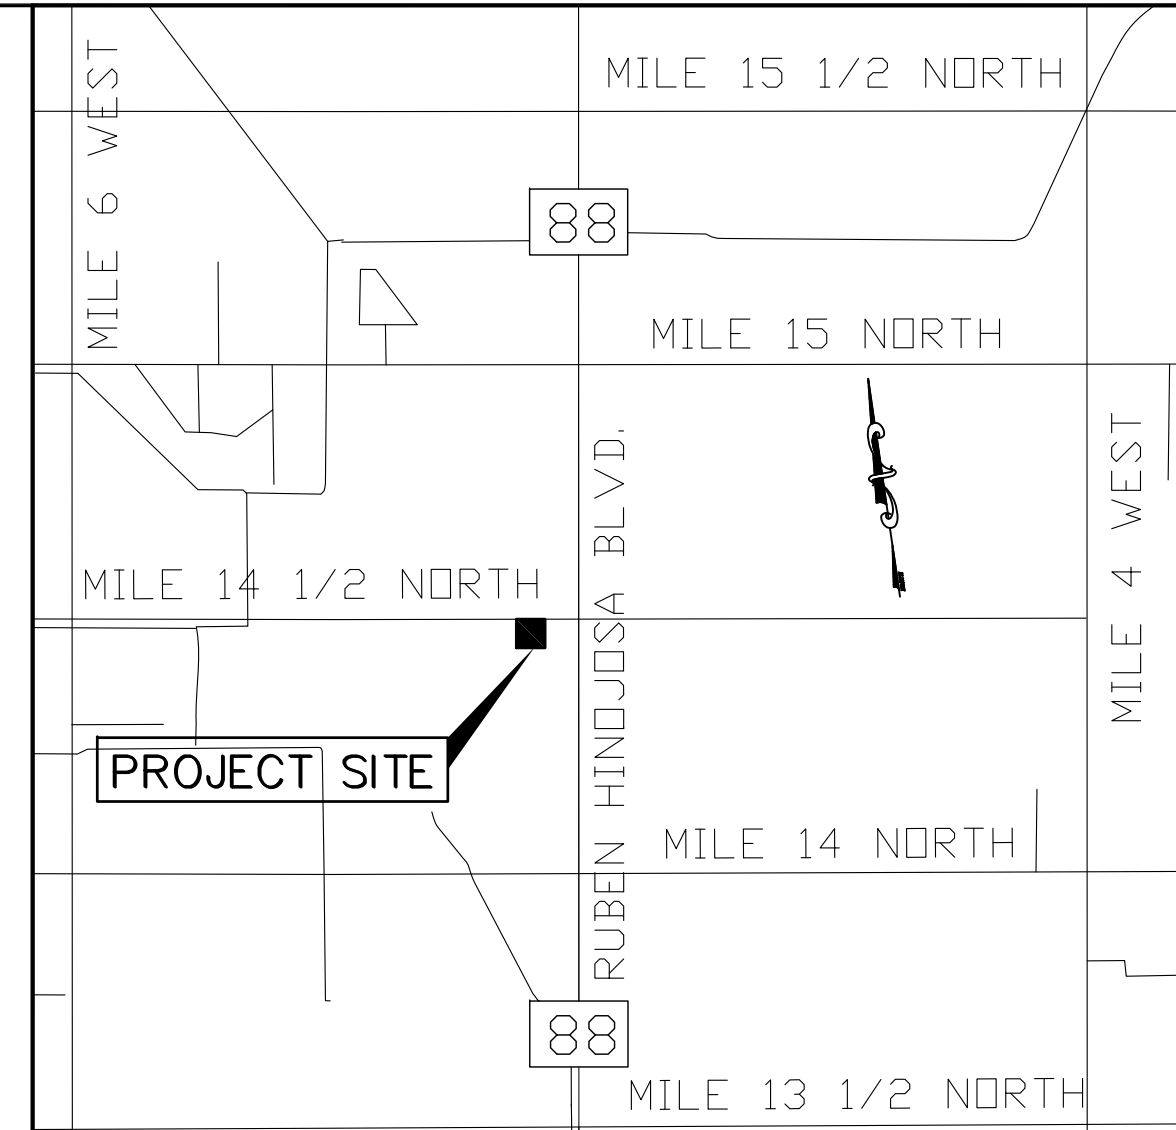 MILE 15 1/2 NORTH
MILE 6 WEST
88
MILE 15 NORTH
RUBEN HINOJOSA BLVD.
MILE 4 WEST
MILE 14 1/2 NORTH
PROJECT SITE
MILE 14 NORTH
88
MILE 13 1/2 NORTH